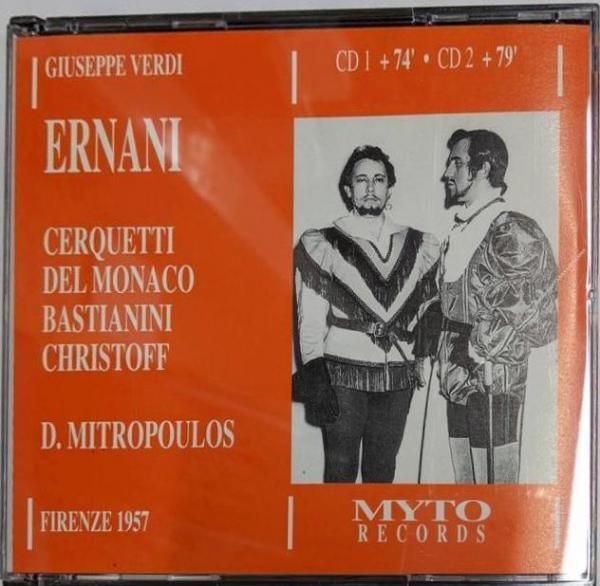 GIUSEPPE VERDI
CD 1 + 74' • CD 2 + 79'
ERNANI
CERQUETTI
DEL MONACO
BASTIANINI
CHRISTOFF
D. MITROPOULOS
FIRENZE 1957
MYTO
RECORDS